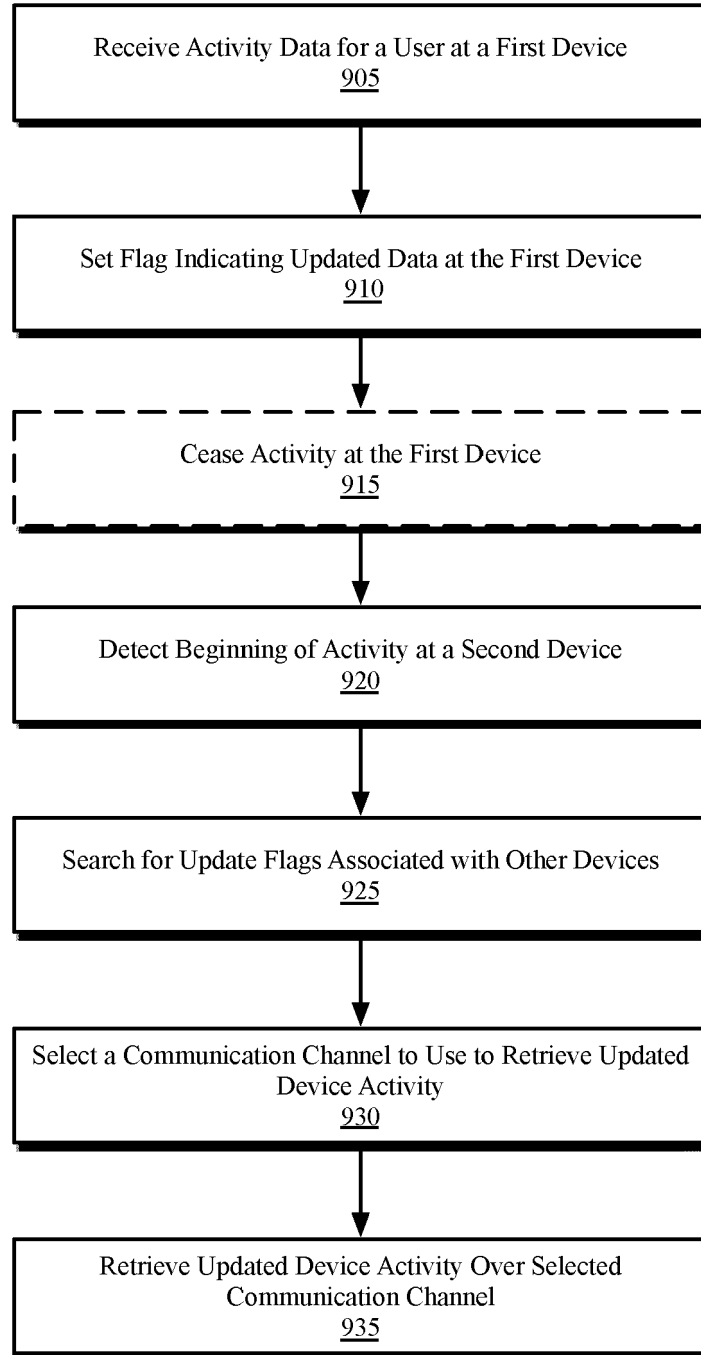 Receive Activity Data for a User at a First Device
905
Set Flag Indicating Updated Data at the First Device
910
Cease Activity at the First Device
915
Detect Beginning of Activity at a Second Device
920
Search for Update Flags Associated with Other Devices
925
Select a Communication Channel to Use to Retrieve Updated
Device Activity
930
Retrieve Updated Device Activity Over Selected
Communication Channel
935